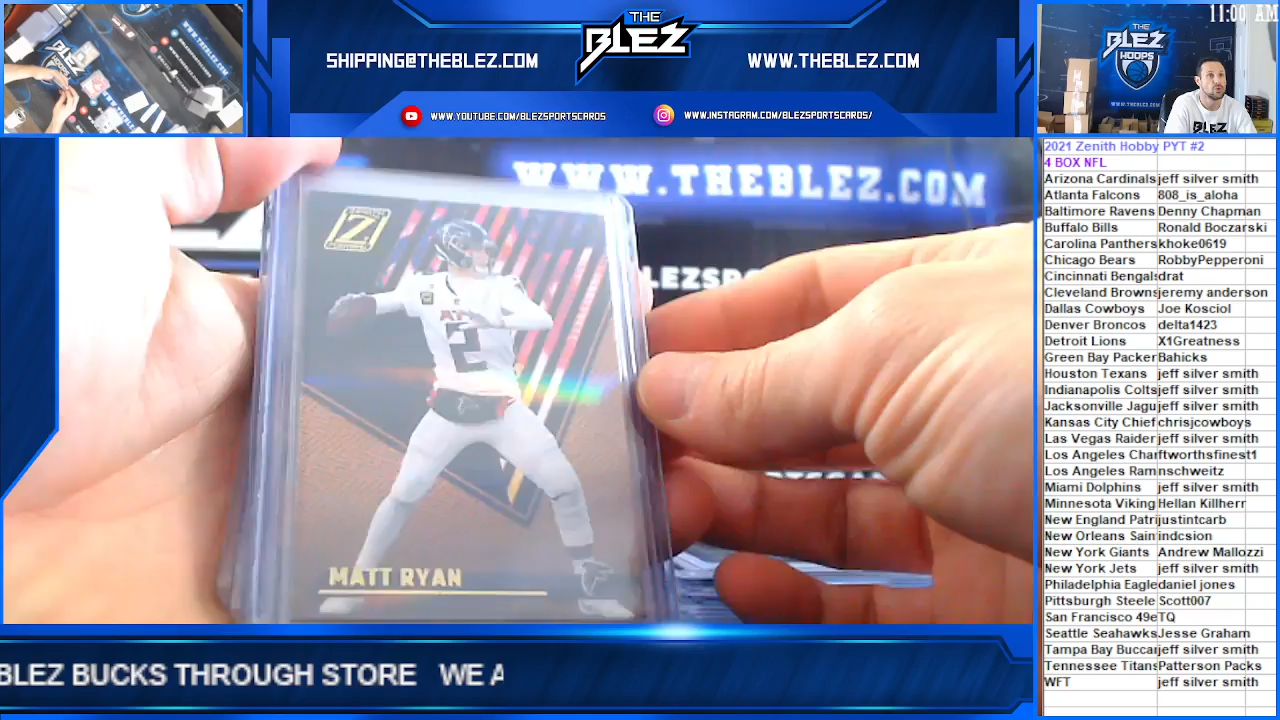 11:00 AM
THE
BLEZ
SHIPPING@THEBLEZ.COM
WWW.THEBLEZ.COM
WWW.YOUTUBE.COM/BLEZSPORTSCARDS
WWW.INSTAGRAM.COM/BLEZSPORTSCARDS/
THE
BLEZ
HOOPS
WWW.THEBLEZ.COM
BLEZ
WWW.THEBLEZ.COM
Z
2
MATT RYAN
2021 Zenith Hobby PYT #2
4 BOX NFL
Arizona Cardinals jeff silver smith
Atlanta Falcons 808_is_aloha
Baltimore Ravens Denny Chapman
Buffalo Bills Ronald Boczarski
Carolina Panthers khoke0619
Chicago Bears RobbyPepperoni
Cincinnati Bengals drat
Cleveland Browns jeremy anderson
Dallas Cowboys Joe Kosciol
Denver Broncos delta1423
Detroit Lions X1Greatness
Green Bay Packer Bahicks
Houston Texans jeff silver smith
Indianapolis Colts jeff silver smith
Jacksonville Jagu jeff silver smith
Kansas City Chief chrisjcowboys
Las Vegas Raider jeff silver smith
Los Angeles Char ftworthsfinest1
Los Angeles Ram nschweitz
Miami Dolphins jeff silver smith
Minnesota Viking Hellan Killherr
New England Patri justintcarb
New Orleans Sain indcsion
New York Giants Andrew Mallozzi
New York Jets jeff silver smith
Philadelphia Eagle daniel jones
Pittsburgh Steele Scott007
San Francisco 49e TQ
Seattle Seahawks Jesse Graham
Tampa Bay Buccan jeff silver smith
Tennessee Titans Patterson Packs
WFT jeff silver smith
BLEZ BUCKS THROUGH STORE WE A